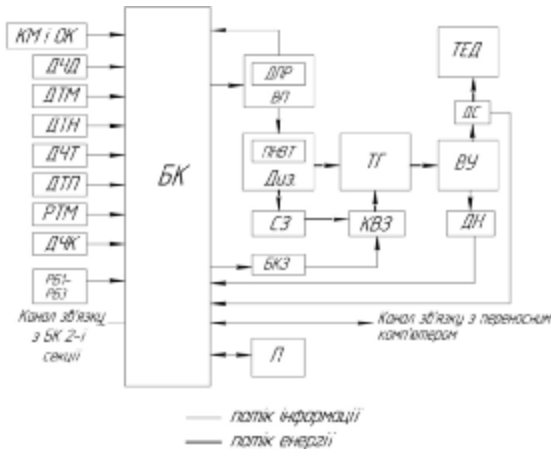 КМ і ОК
ДЧД
ДТМ
ДТН
ДЧТ
ДТП
РТМ
ДЧК
РБ1-
РБ3
Канал зв'язку
з БК 2-ї
секції
БК
ДПР
ВП
ПНВТ
Диз.
СЗ
БКЗ
ТГ
КВЗ
ТЕД
ДС
ВУ
ДН
Канал зв'язку з переносним
комп'ютером
П
потік інформації
потік енергії